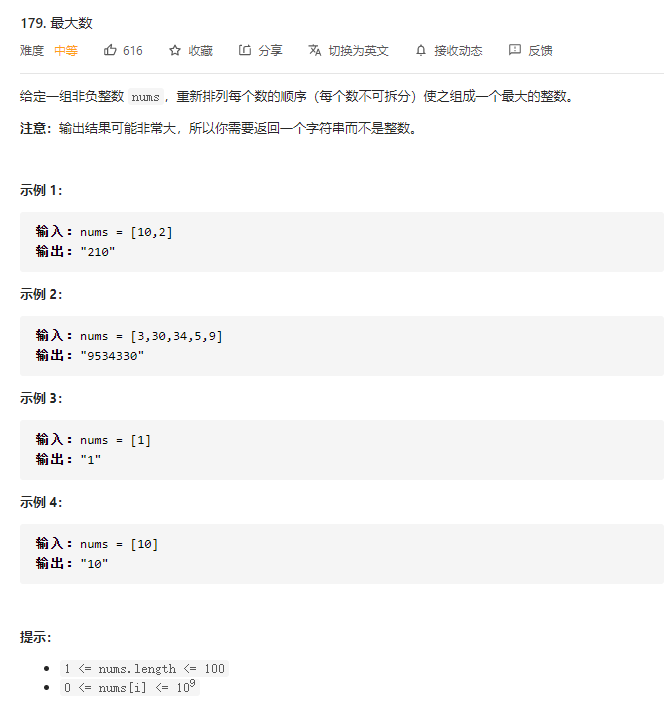 179. 最大数
难度 中等 616 收藏 分享 切换为英文 接收动态 反馈
给定一组非负整数 nums，重新排列每个数的顺序（每个数不可拆分）使之组成一个最大的整数。
注意：输出结果可能非常大，所以你需要返回一个字符串而不是整数。
示例 1：
输入：nums = [10,2]
输出："210"
示例 2：
输入：nums = [3,30,34,5,9]
输出："9534330"
示例 3：
输入：nums = [1]
输出："1"
示例 4：
输入：nums = [10]
输出："10"
提示：
1 <= nums.length <= 100
0 <= nums[i] <= 10⁹